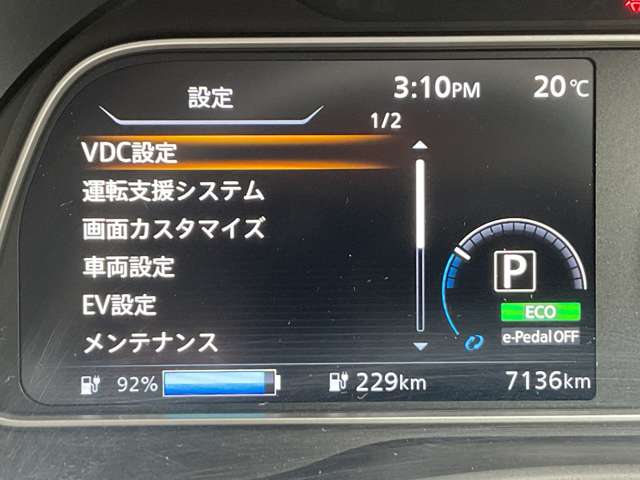 設定
3:10PM
20℃
1/2
VDC設定
運転支援システム
画面カスタマイズ
車両設定
EV設定
メンテナンス
P
ECO
e-Pedal OFF
92%
229km
7136km